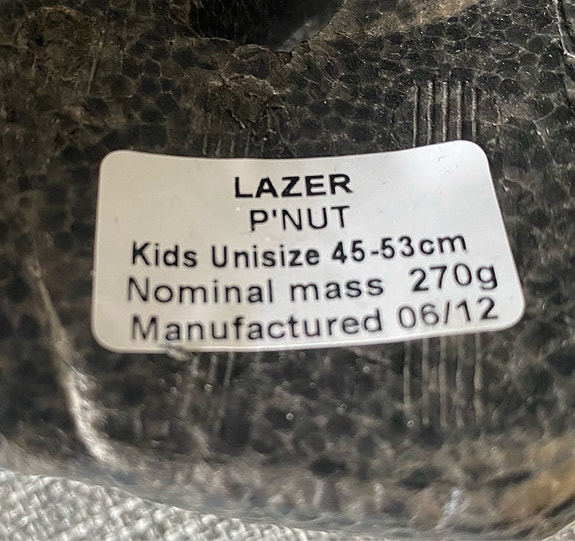 LAZER
P'NUT
Kids Unisize 45-53cm
Nominal mass 270g
Manufactured 06/12